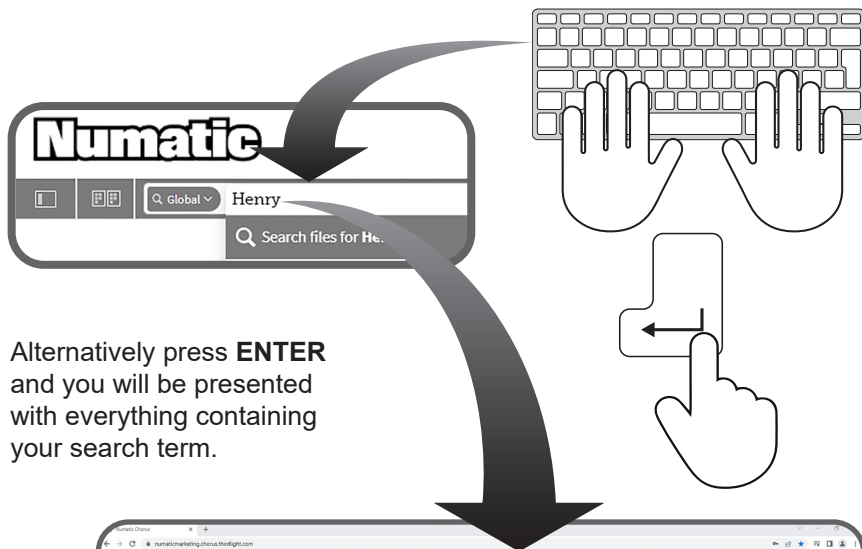 Numatic
Global Henry
Search files for He
Alternatively press ENTER
and you will be presented
with everything containing
your search term.
Numatic Chorus
numaticmarketing.chorus.thirdlight.com